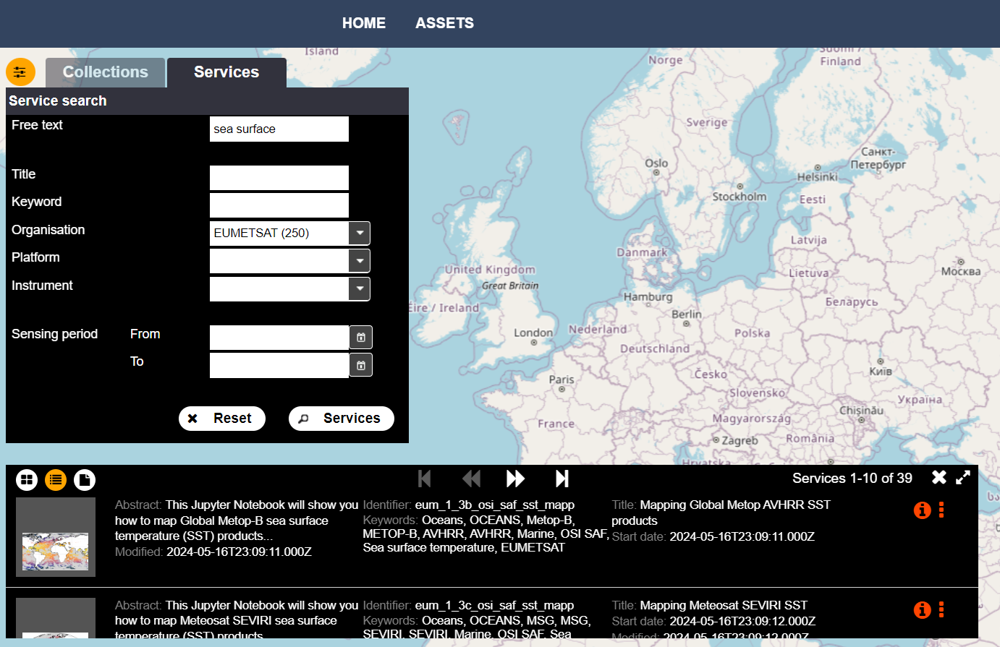 HOME ASSETS
Collections Services
Service search
Free text sea surface
Title
Keyword
Organisation EUMETSAT (250)
Platform
Instrument
Sensing period From
To
Reset Services
Island
Norge
Suomi /
Finland
Sverige
Oslo
Санкт-
Петербург
Helsinki
Stockholm
Eesti
Latvija
Danmark
Lietuva
Москва
United Kingdom
Great Britain
Hamburg
Беларусь
Éire / Ireland
Berlin
London
Nederland
Polska
Deutschland
Київ
Paris
Česko
Slovensko
Україна
Chișinău
France
Magyarország
Zagreb
România
Hrvatska
Services 1-10 of 39
Abstract: This Jupyter Notebook will show you
how to map Global Metop-B sea surface
temperature (SST) products...
Modified: 2024-05-16T23:09:11.000Z
Identifier: eum_1_3b_osi_saf_sst_mapp
Keywords: Oceans, OCEANS, Metop-B,
METOP-B, AVHRR, AVHRR, Marine, OSI SAF,
Sea surface temperature, EUMETSAT
Title: Mapping Global Metop AVHRR SST
products
Start date: 2024-05-16T23:09:11.000Z
Abstract: This Jupyter Notebook will show you
how to map Meteosat SEVIRI sea surface
temperature (SST) products
Identifier: eum_1_3c_osi_saf_sst_mapp
Keywords: Oceans, OCEANS, MSG, MSG,
SEVIRI, SEVIRI, Marine, OSI SAF, Sea
Title: Mapping Meteosat SEVIRI SST
Start date: 2024-05-16T23:09:12.000Z
Modified: 2024-05-16T23:09:12.000Z